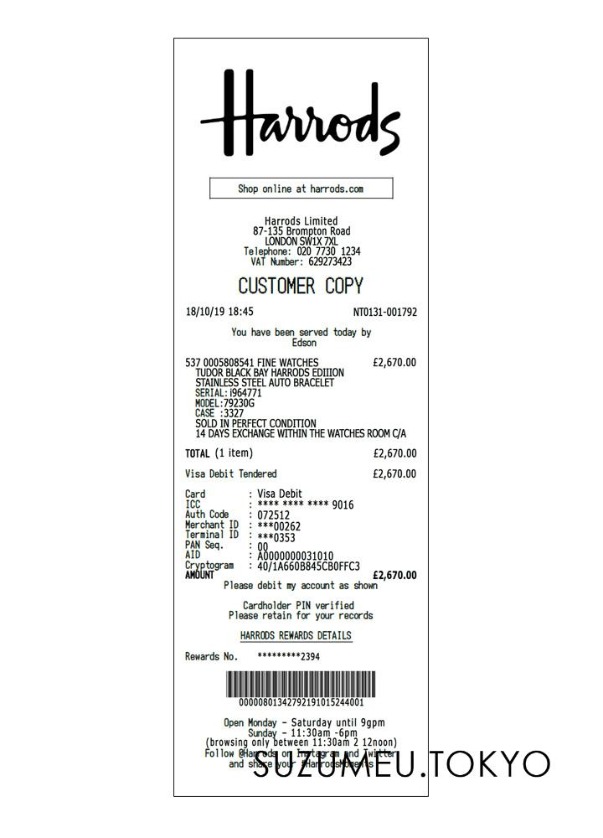 Harrods
Shop online at harrods.com
Harrods Limited
87-135 Brompton Road
LONDON SW1X 7XL
Telephone: 020 7730 1234
VAT Number: 629273423
CUSTOMER COPY
18/10/19 18:45 NT0131-001792
You have been served today by
Edson
537 0005808541 FINE WATCHES £2,670.00
TUDOR BLACK BAY HARRODS EDIIION
STAINLESS STEEL AUTO BRACELET
SERIAL: i964771
MODEL:79230G
CASE :3327
SOLD IN PERFECT CONDITION
14 DAYS EXCHANGE WITHIN THE WATCHES ROOM C/A
TOTAL (1 item) £2,670.00
Visa Debit Tendered £2,670.00
Card : Visa Debit
ICC : **** **** **** 9016
Auth Code : 072512
Merchant ID : ***00262
Terminal ID : ***0353
PAN Seq. : 00
AID : A0000000031010
Cryptogram : 40/1A660B845CB0FFC3
AMOUNT £2,670.00
Please debit my account as shown
Cardholder PIN verified
Please retain for your records
HARRODS REWARDS DETAILS
Rewards No. *********2394
00000801342792191015244001
Open Monday - Saturday until 9gpm
Sunday - 11:30am -6pm
(browsing only between 11:30am 2 12noon)
Follow @Harrods on Instagram and Twitter
and share your #HarrodsMoments
SUZUMEU.TOKYO